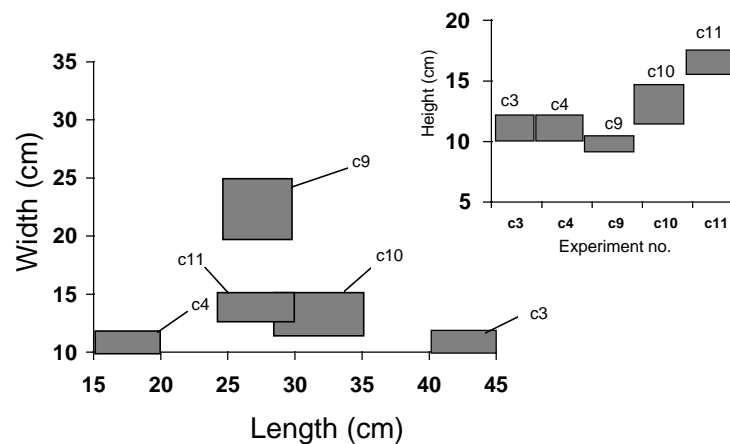 35
30
25
20
15
10
Width (cm)
15 20 25 30 35 40 45
Length (cm)
c9
c11
c10
c4
c3
20
15
10
5
Height (cm)
c3
c4
c9
c10
c11
c3 c4 c9 c10 c11
Experiment no.